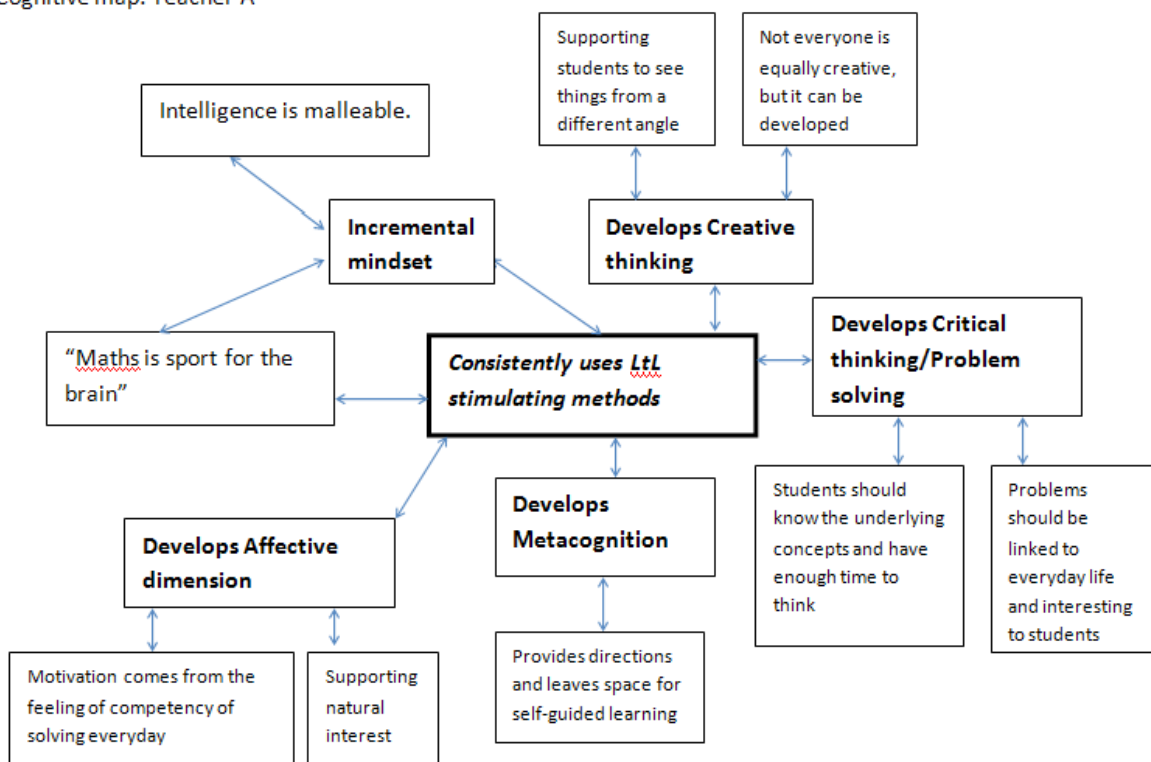 cognitive map: Teacher A
Supporting
students to see
things from a
different angle
Not everyone is
equally creative,
but it can be
developed
Intelligence is malleable.
Incremental
mindset
Develops Creative
thinking
"Maths is sport for the
brain"
Consistently uses LtL
stimulating methods
Develops Critical
thinking/Problem
solving
Develops Affective
dimension
Develops
Metacognition
Students should
know the underlying
concepts and have
enough time to
think
Problems
should be
linked to
everyday life
and interesting
to students
Motivation comes from the
feeling of competency of
solving everyday
Supporting
natural
interest
Provides directions
and leaves space for
self-guided learning